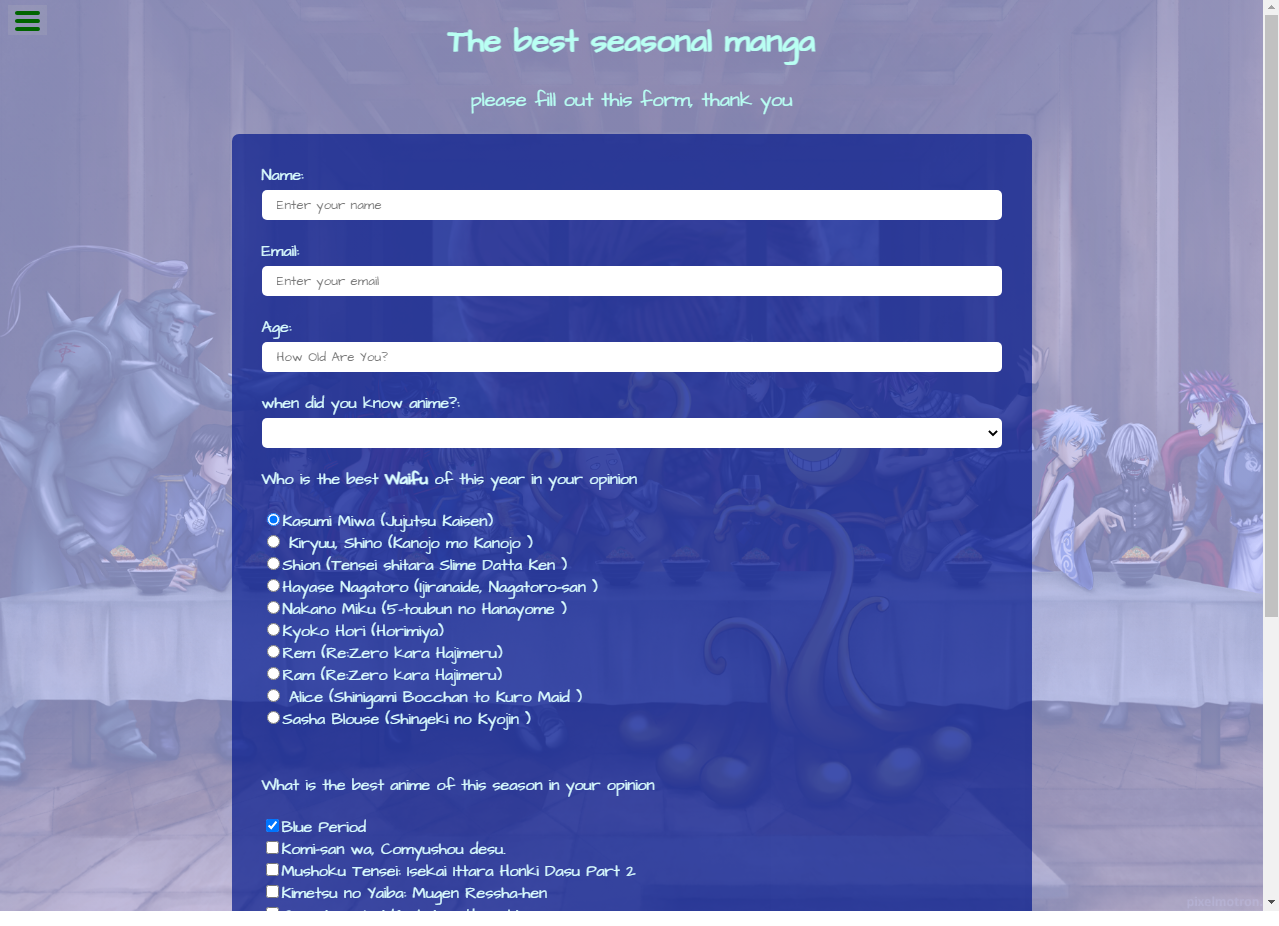 The best seasonal manga
please fill out this form, thank you
Name:
Enter your name
Email:
Enter your email
Age:
How Old Are You?
when did you know anime?:
Who is the best Waifu of this year in your opinion
Kasumi Miwa (Jujutsu Kaisen)
Kiryuu, Shino (Kanojo mo Kanojo )
Shion (Tensei shitara Slime Datta Ken )
Hayase Nagatoro (Ijiranaide, Nagatoro-san )
Nakano Miku (5-toubun no Hanayome )
Kyoko Hori (Horimiya)
Rem (Re:Zero kara Hajimeru)
Ram (Re:Zero kara Hajimeru)
Alice (Shinigami Bocchan to Kuro Maid )
Sasha Blouse (Shingeki no Kyojin )
What is the best anime of this season in your opinion
Blue Period
Komi-san wa, Comyushou desu.
Mushoku Tensei: Isekai Ittara Honki Dasu Part 2
Kimetsu no Yaiba: Mugen Ressha-hen
pixelmotron